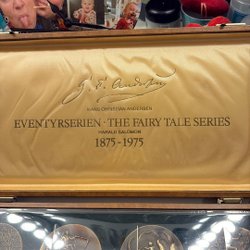 H. C. Andersen
HANS CHRISTIAN ANDERSEN
EVENTYRSERIEN · THE FAIRY TALE SERIES
HARALD SALOMON
1875-1975